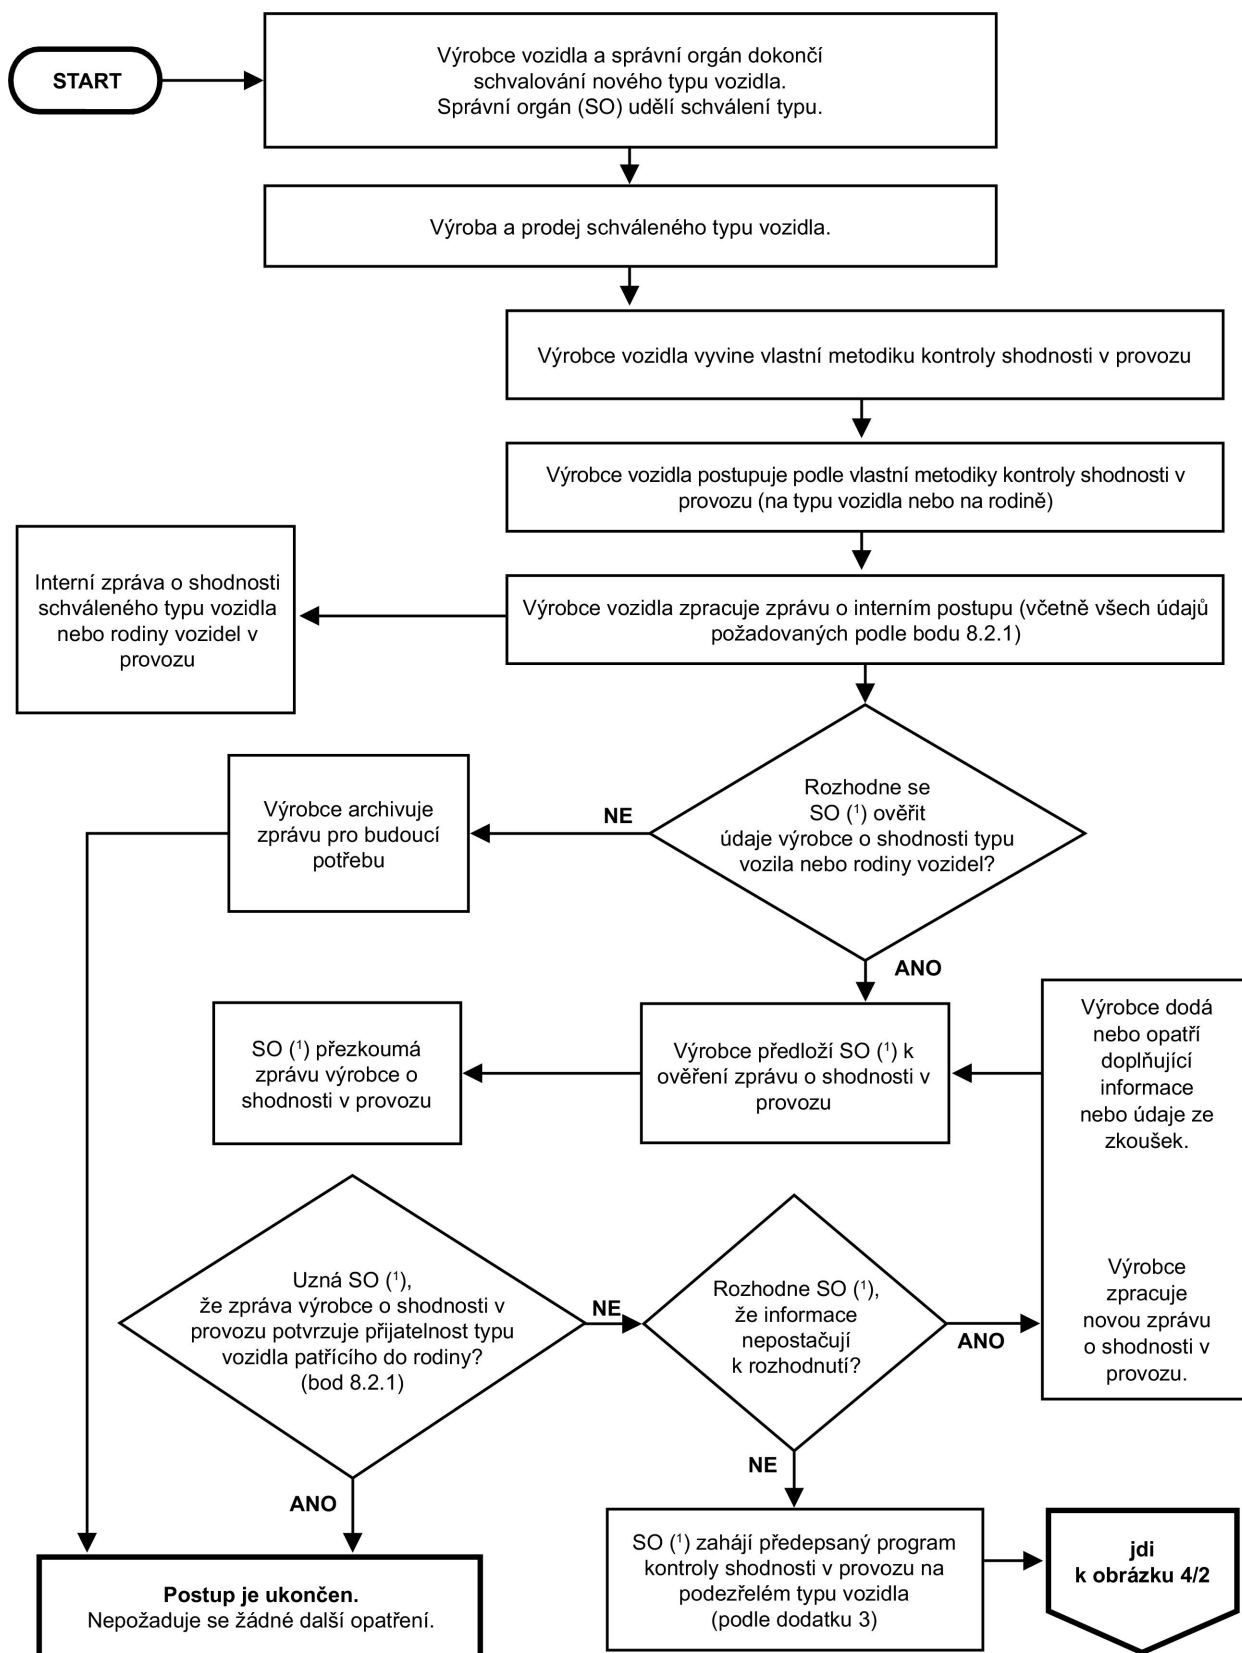 START
Výrobce vozidla a správní orgán dokončí
schvalování nového typu vozidla.
Správní orgán (SO) udělí schválení typu.
Výroba a prodej schváleného typu vozidla.
Výrobce vozidla vyvine vlastní metodiku kontroly shodnosti v provozu
Výrobce vozidla postupuje podle vlastní metodiky kontroly shodnosti v
provozu (na typu vozidla nebo na rodině)
Výrobce vozidla zpracuje zprávu o interním postupu (včetně všech údajů
požadovaných podle bodu 8.2.1)
Interní zpráva o shodnosti
schváleného typu vozidla
nebo rodiny vozidel v
provozu
Rozhodne se
SO (¹) ověřit
údaje výrobce o shodnosti typu
vozila nebo rodiny vozidel?
NE
Výrobce archivuje
zprávu pro budoucí
potřebu
ANO
Výrobce předloží SO (¹) k
ověření zprávu o shodnosti v
provozu
SO (¹) přezkoumá
zprávu výrobce o
shodnosti v provozu
Výrobce dodá
nebo opatří
doplňující
informace
nebo údaje ze
zkoušek.
Výrobce
zpracuje
novou zprávu
o shodnosti v
provozu.
Uzná SO (¹),
že zpráva výrobce o shodnosti v
provozu potvrzuje přijatelnost typu
vozidla patřícího do rodiny?
(bod 8.2.1)
NE
Rozhodne SO (¹),
že informace
nepostačují
k rozhodnutí?
ANO
NE
ANO
Postup je ukončen.
Nepožaduje se žádné další opatření.
SO (¹) zahájí předepsaný program
kontroly shodnosti v provozu na
podezřelém typu vozidla
(podle dodatku 3)
jdi
k obrázku 4/2